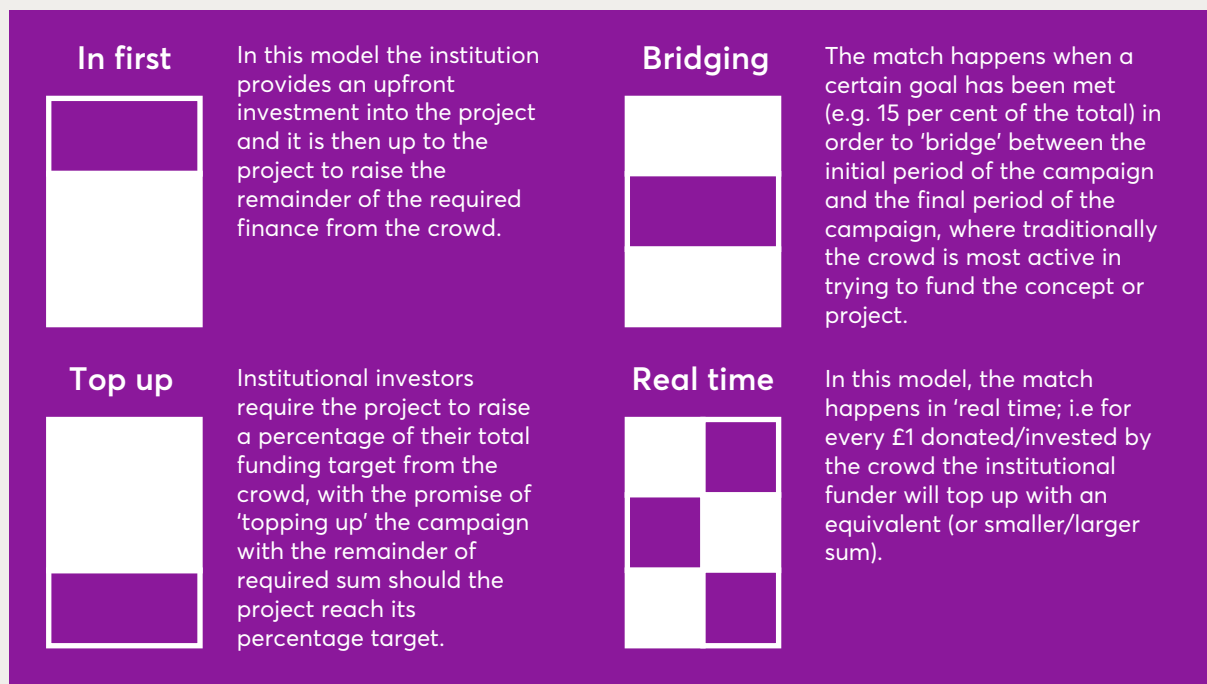 In first
In this model the institution
provides an upfront
investment into the project
and it is then up to the
project to raise the
remainder of the required
finance from the crowd.
Bridging
The match happens when a
certain goal has been met
(e.g. 15 per cent of the total) in
order to ‘bridge’ between the
initial period of the campaign
and the final period of the
campaign, where traditionally
the crowd is most active in
trying to fund the concept or
project.
Top up
Institutional investors
require the project to raise
a percentage of their total
funding target from the
crowd, with the promise of
‘topping up’ the campaign
with the remainder of
required sum should the
project reach its
percentage target.
Real time
In this model, the match
happens in ‘real time; i.e for
every £1 donated/invested by
the crowd the institutional
funder will top up with an
equivalent (or smaller/larger
sum).